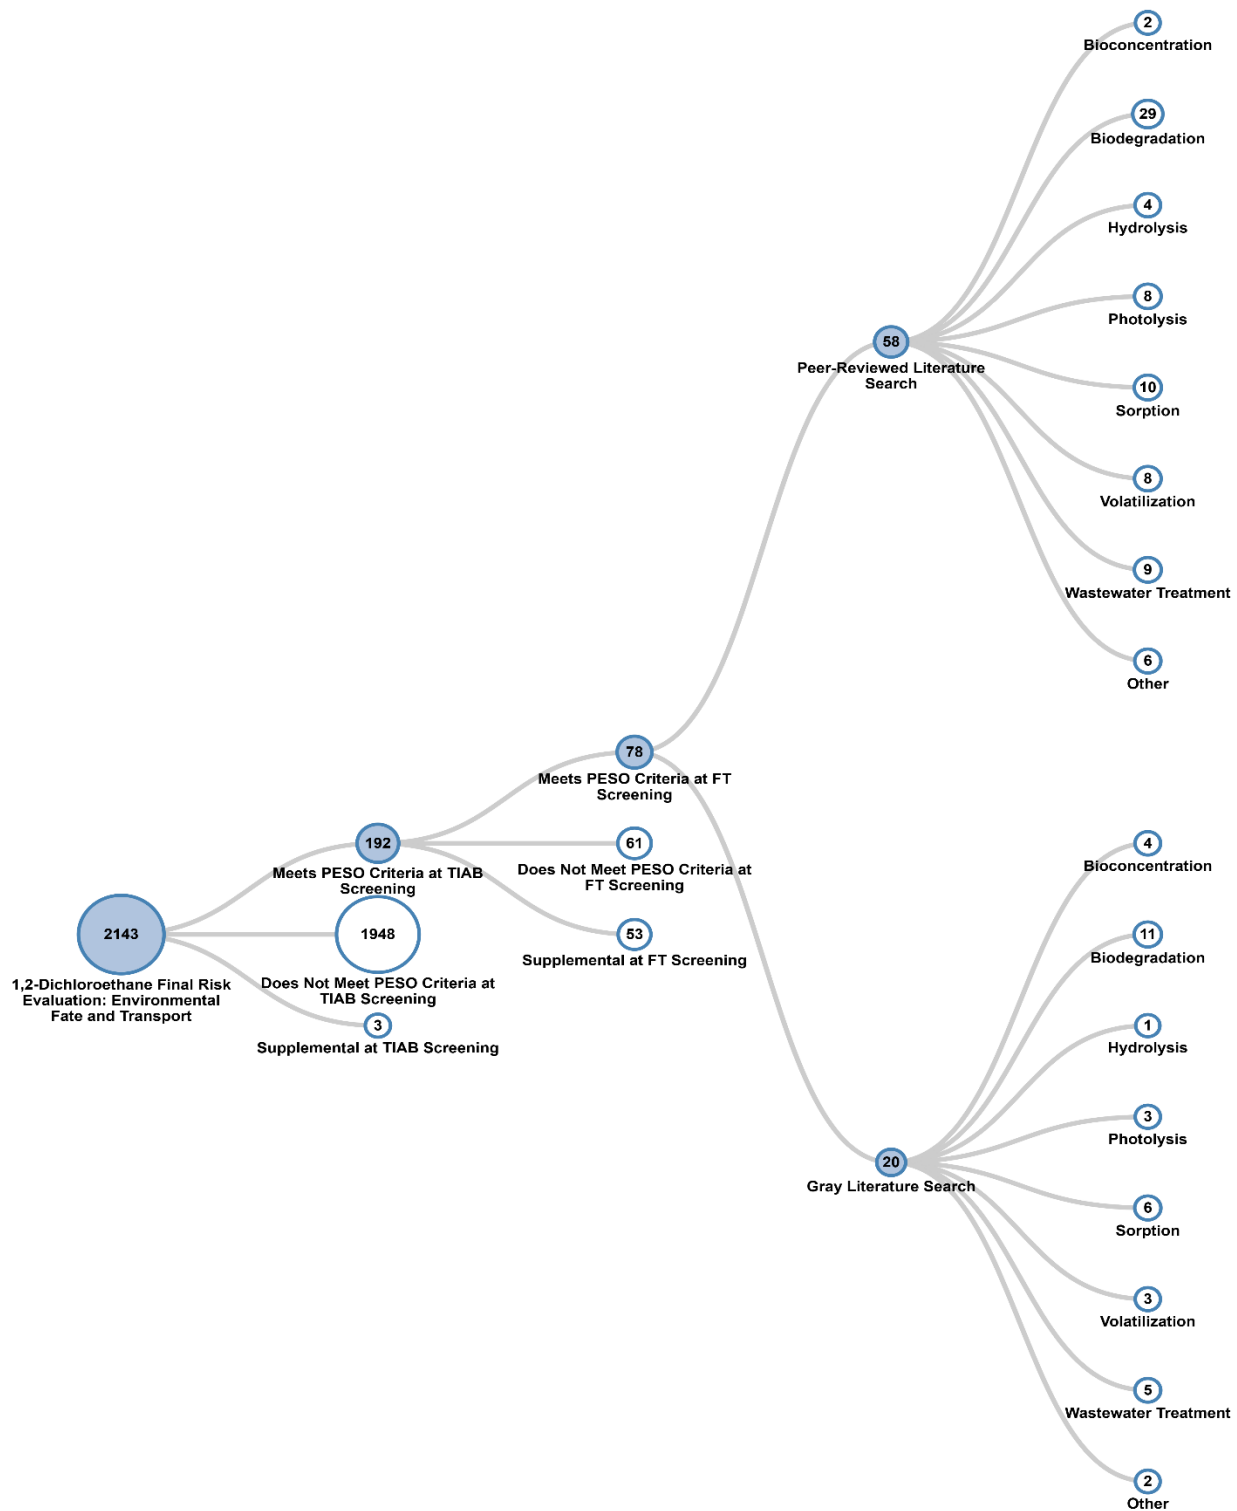 2143
1,2-Dichloroethane Final Risk
Evaluation: Environmental
Fate and Transport
192
Meets PESO Criteria at TIAB
Screening
1948
Does Not Meet PESO Criteria at
TIAB Screening
3
Supplemental at TIAB Screening
78
Meets PESO Criteria at FT
Screening
61
Does Not Meet PESO Criteria at
FT Screening
53
Supplemental at FT Screening
58
Peer-Reviewed Literature
Search
2
Bioconcentration
29
Biodegradation
4
Hydrolysis
8
Photolysis
10
Sorption
8
Volatilization
9
Wastewater Treatment
6
Other
20
Gray Literature Search
4
Bioconcentration
11
Biodegradation
1
Hydrolysis
3
Photolysis
6
Sorption
3
Volatilization
5
Wastewater Treatment
2
Other